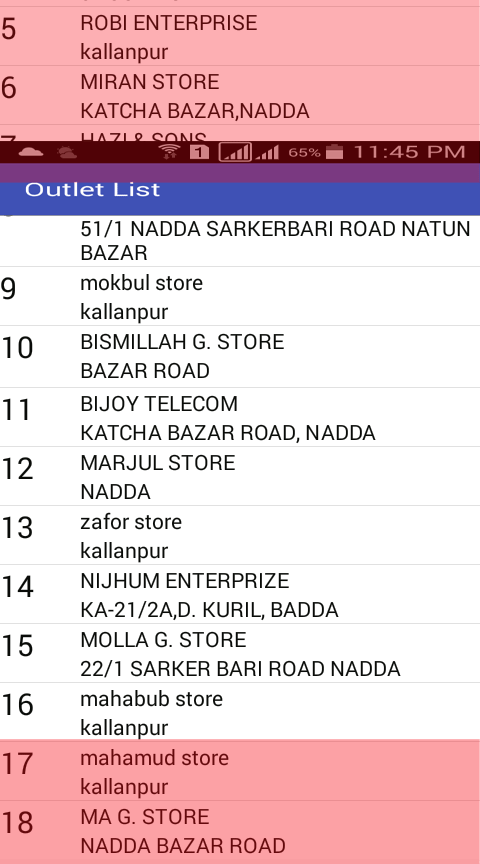 5
ROBI ENTERPRISE
kallanpur
6
MIRAN STORE
KATCHA BAZAR,NADDA
HAZI & SONS
1
65%
11:45 PM
Outlet List
51/1 NADDA SARKERBARI ROAD NATUN
BAZAR
9
mokbul store
kallanpur
10
BISMILLAH G. STORE
BAZAR ROAD
11
BIJOY TELECOM
KATCHA BAZAR ROAD, NADDA
12
MARJUL STORE
NADDA
13
zafor store
kallanpur
14
NIJHUM ENTERPRIZE
KA-21/2A,D. KURIL, BADDA
15
MOLLA G. STORE
22/1 SARKER BARI ROAD NADDA
16
mahabub store
kallanpur
17
mahamud store
kallanpur
18
MA G. STORE
NADDA BAZAR ROAD